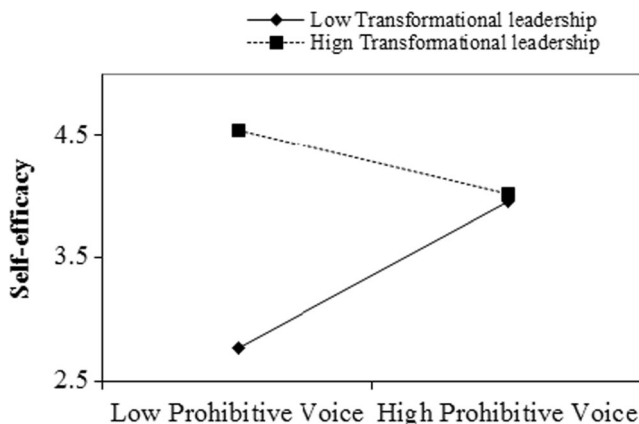 Low Transformational leadership
Hign Transformational leadership
4.5
3.5
2.5
Self-efficacy
Low Prohibitive Voice High Prohibitive Voice